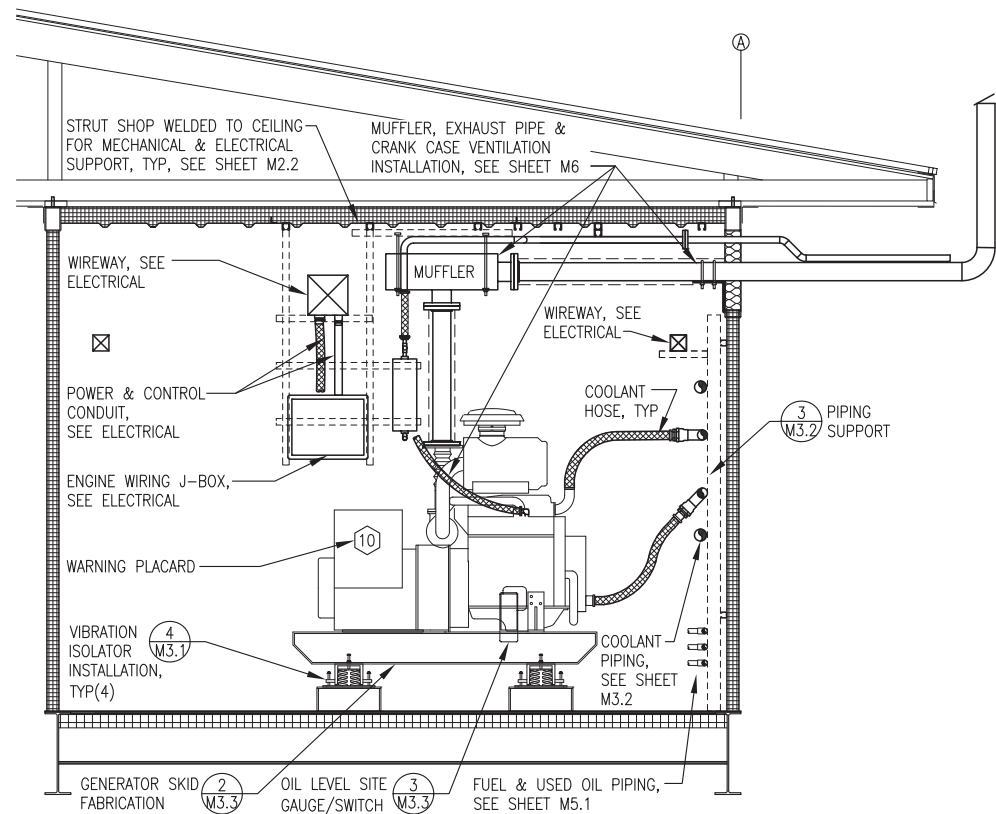 A
STRUT SHOP WELDED TO CEILING
FOR MECHANICAL & ELECTRICAL
SUPPORT, TYP, SEE SHEET M2.2
MUFFLER, EXHAUST PIPE &
CRANK CASE VENTILATION
INSTALLATION, SEE SHEET M6
WIREWAY, SEE
ELECTRICAL
MUFFLER
WIREWAY, SEE
ELECTRICAL
POWER & CONTROL
CONDUIT,
SEE ELECTRICAL
COOLANT
HOSE, TYP
3
M3.2
PIPING
SUPPORT
ENGINE WIRING J-BOX,
SEE ELECTRICAL
10
WARNING PLACARD
VIBRATION
ISOLATOR
INSTALLATION,
TYP(4)
4
M3.1
COOLANT
PIPING,
SEE SHEET
M3.2
GENERATOR SKID
FABRICATION
2
M3.3
OIL LEVEL SITE
GAUGE/SWITCH
3
M3.3
FUEL & USED OIL PIPING,
SEE SHEET M5.1